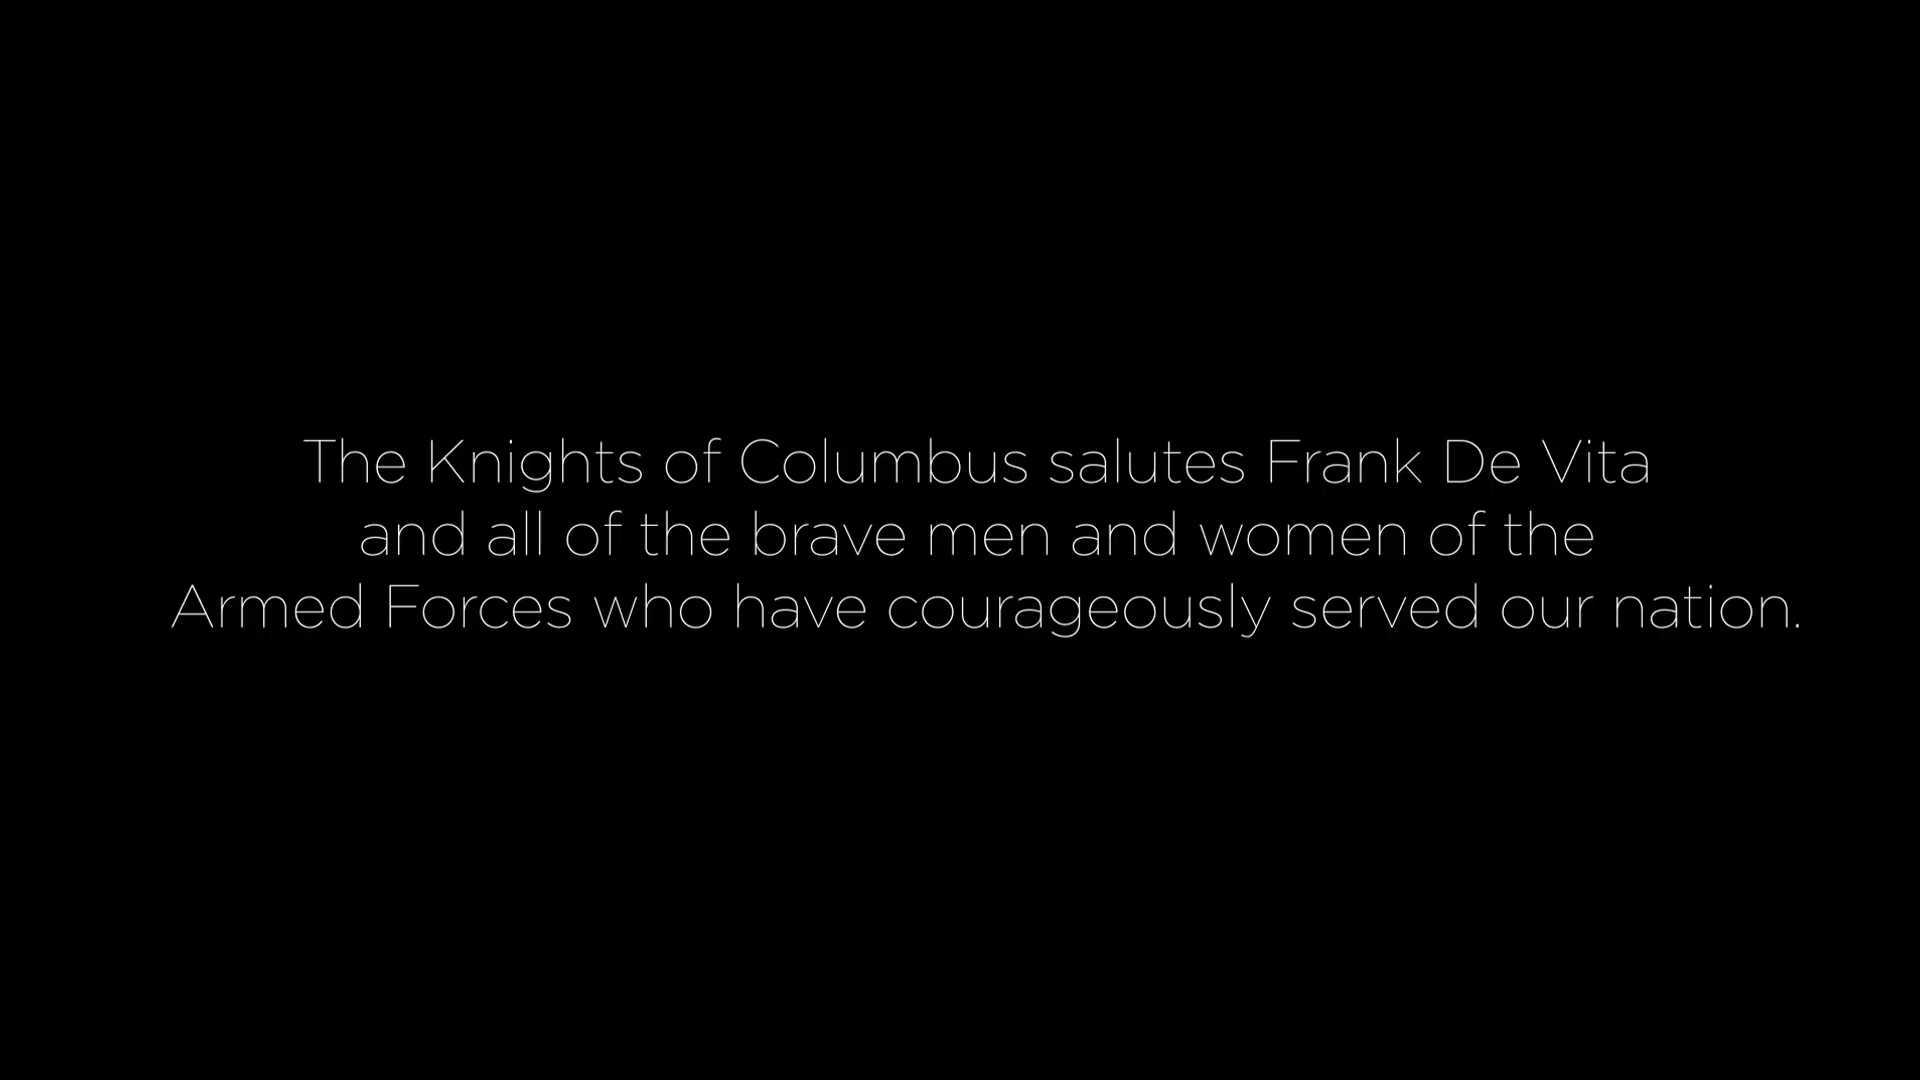 The Knights of Columbus salutes Frank De Vita
and all of the brave men and women of the
Armed Forces who have courageously served our nation.